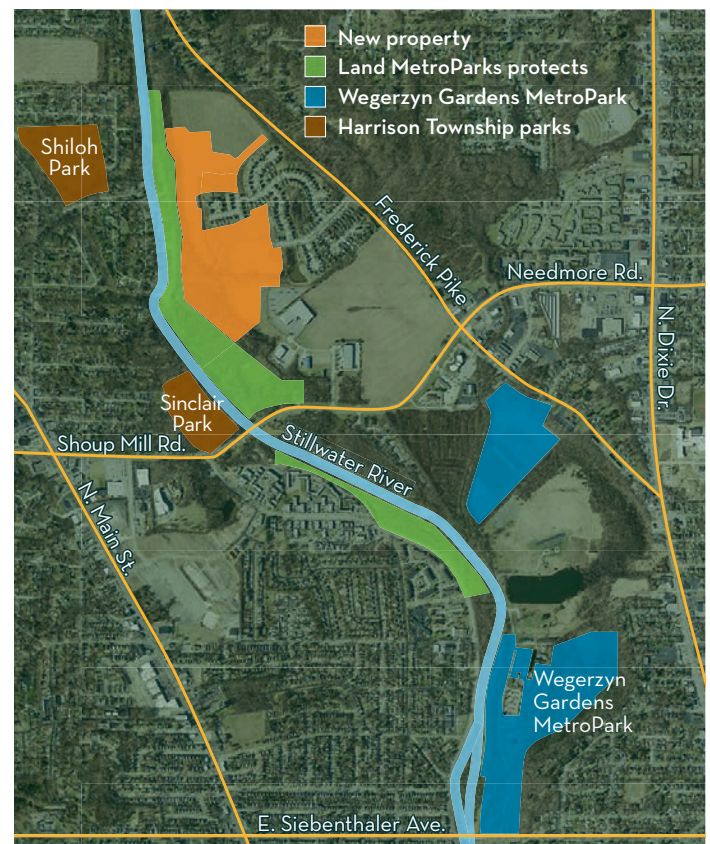 New property
Land MetroParks protects
Wegerzyn Gardens MetroPark
Harrison Township parks
Shiloh
Park
Frederick Pike
Needmore Rd.
N. Dixie Dr.
Sinclair
Park
Shoup Mill Rd.
Stillwater River
N. Main St.
Wegerzyn
Gardens
MetroPark
E. Siebenthaler Ave.